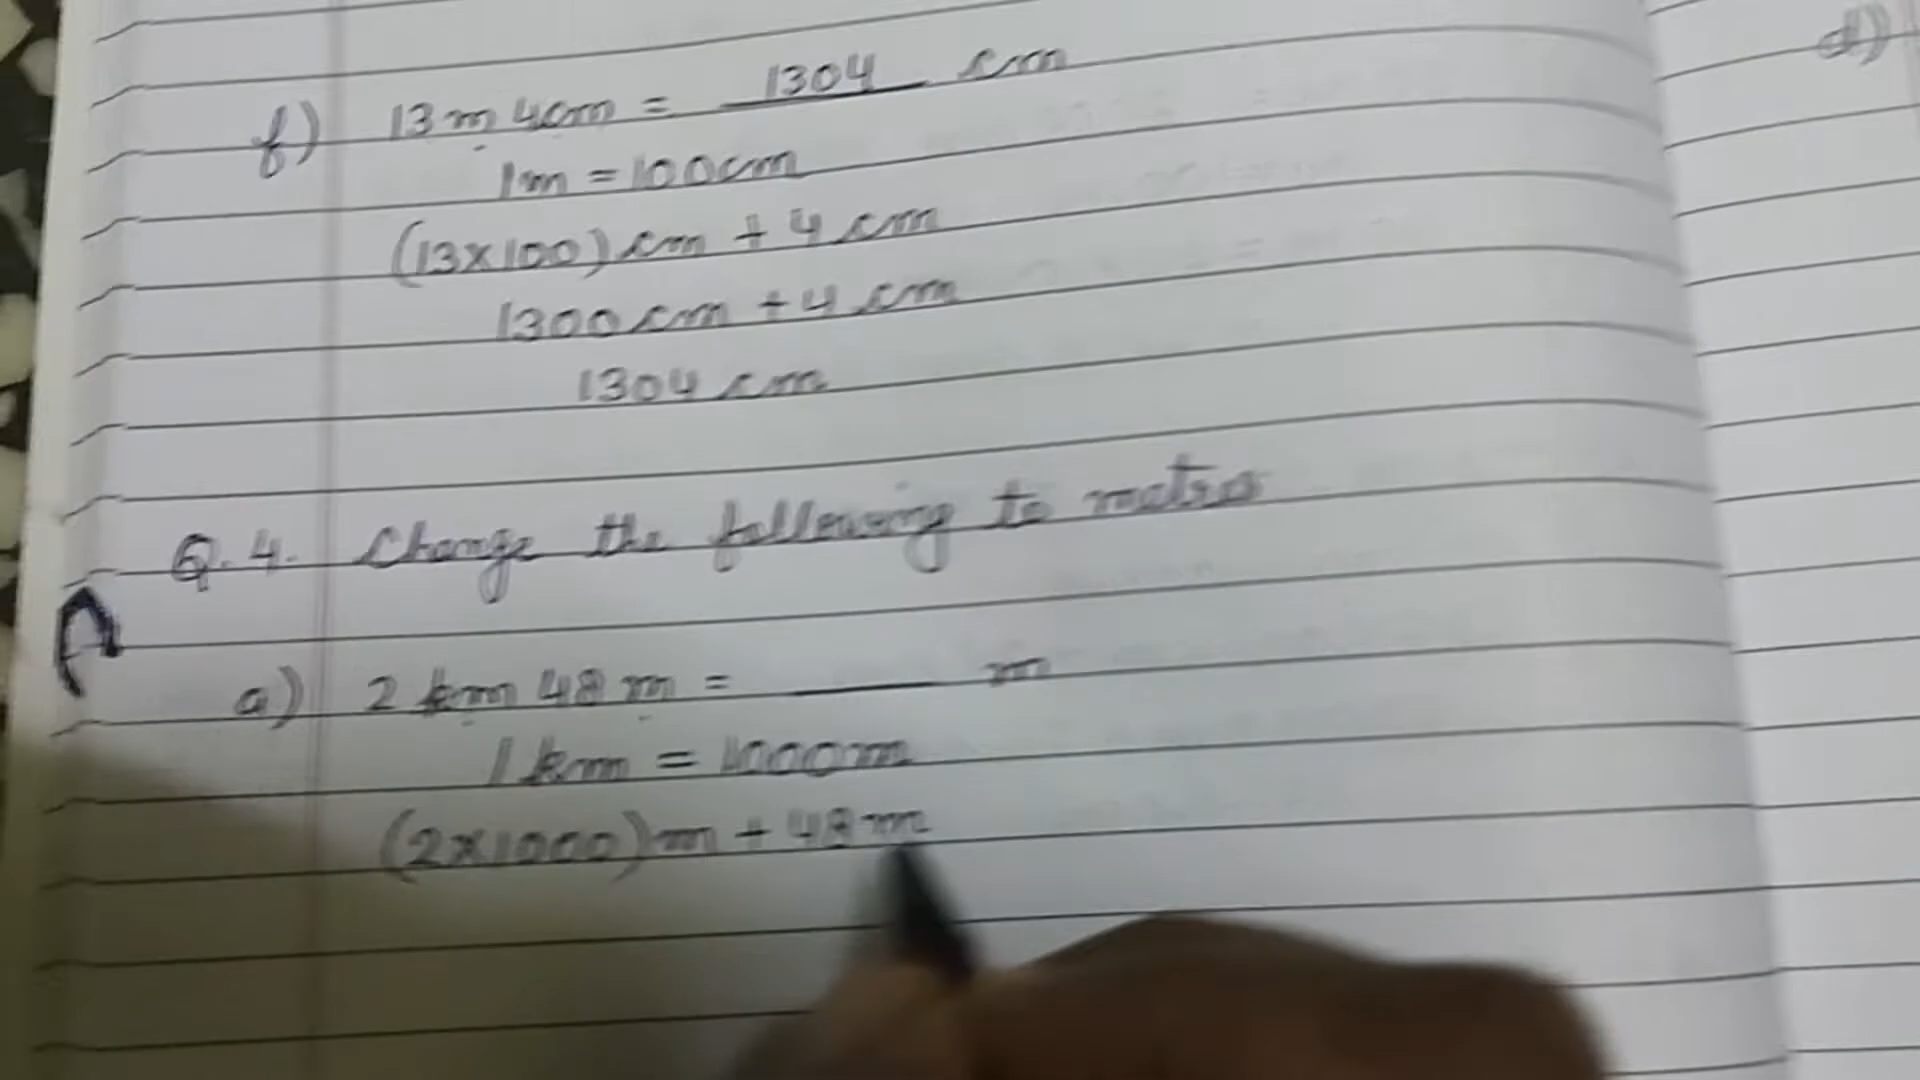 f) 13 m 4cm = 1304 cm
1m = 100cm
(13x100) cm + 4 cm
1300 cm + 4 cm
1304 cm
Q.4. Change the following to metres
a) 2 km 48 m = ____ m
1 km = 1000m
(2x1000) m + 48 m
d)